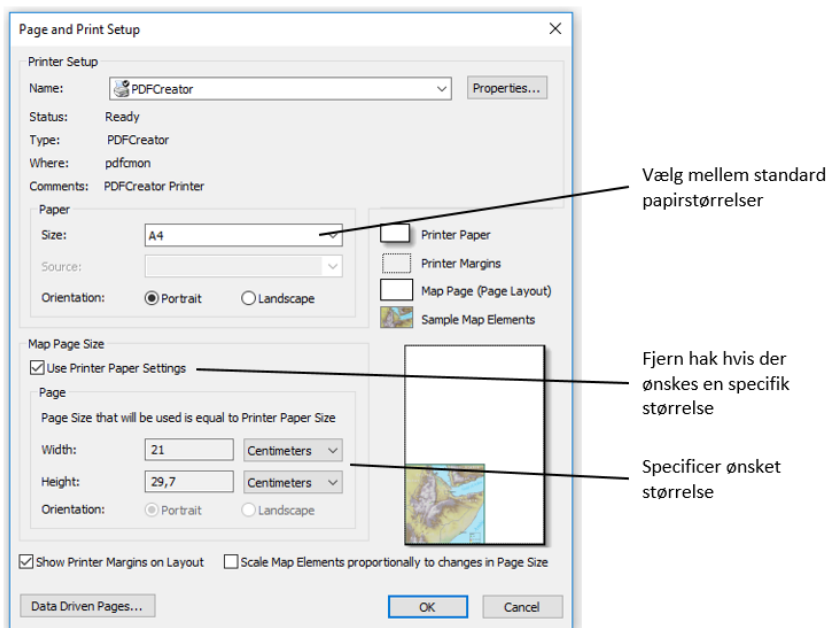 Page and Print Setup
Printer Setup
Name: PDFCreator Properties...
Status: Ready
Type: PDFCreator
Where: pdfcmon
Comments: PDFCreator Printer
Paper
Size: A4
Source:
Orientation: Portrait Landscape
Printer Paper
Printer Margins
Map Page (Page Layout)
Sample Map Elements
Map Page Size
Use Printer Paper Settings
Page
Page Size that will be used is equal to Printer Paper Size
Width: 21 Centimeters
Height: 29,7 Centimeters
Orientation: Portrait Landscape
Show Printer Margins on Layout Scale Map Elements proportionally to changes in Page Size
Data Driven Pages... OK Cancel
Vælg mellem standard
papirstørrelser
Fjern hak hvis der
ønskes en specifik
størrelse
Specificer ønsket
størrelse